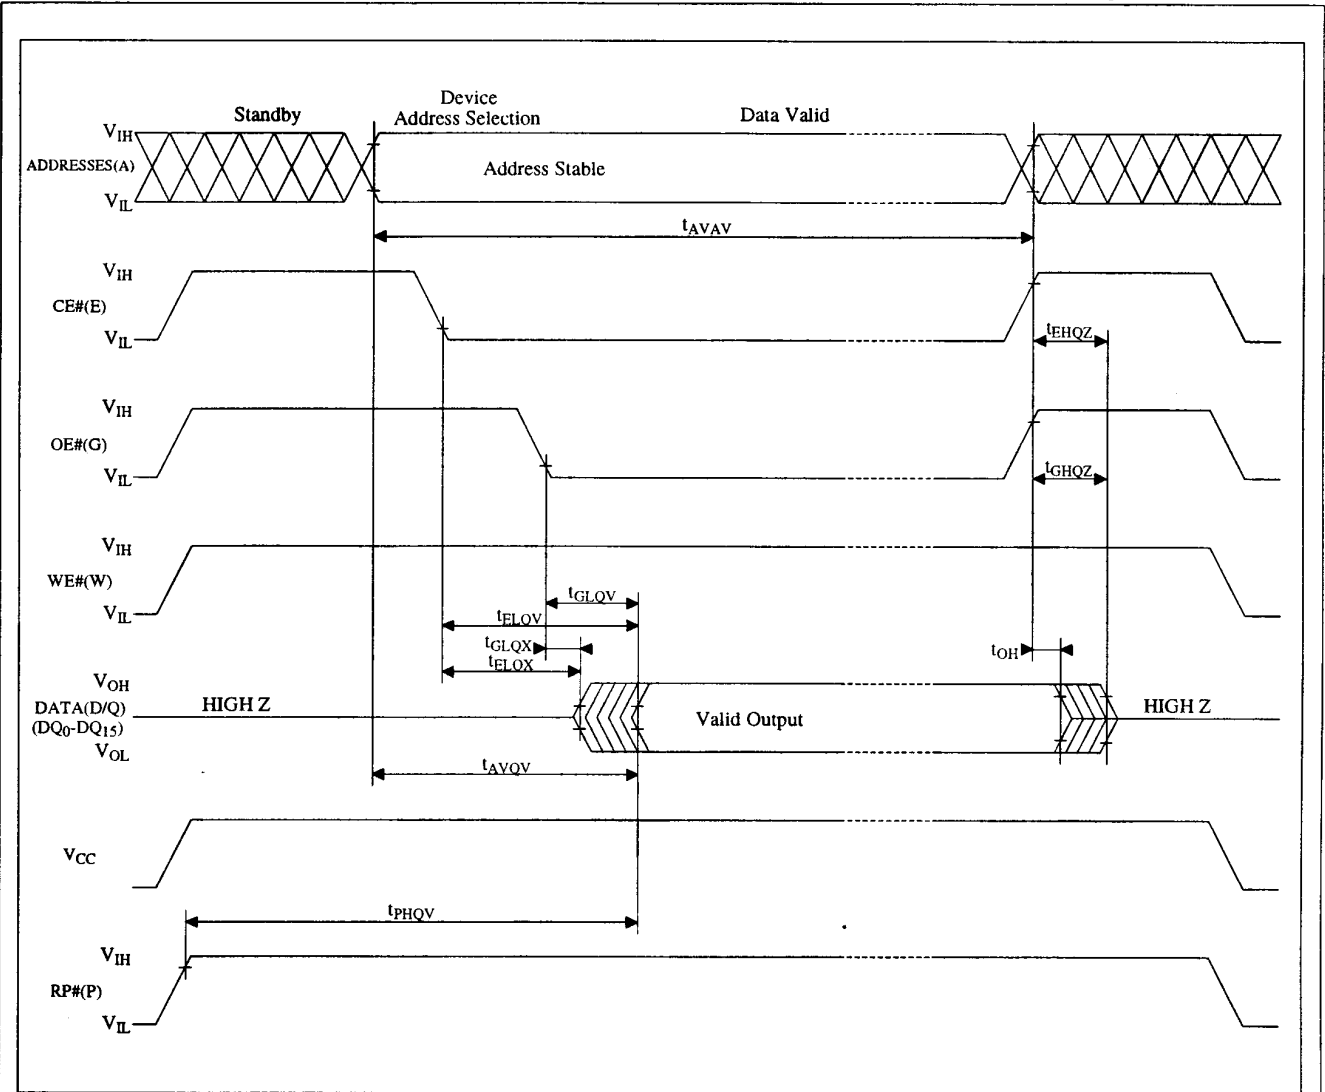 Standby
Device
Address Selection
Data Valid
VIH
ADDRESSES(A)
Address Stable
VIL
tAVAV
VIH
CE#(E)
VIL
tEHQZ
VIH
OE#(G)
VIL
tGHQZ
VIH
WE#(W)
VIL
tGLQV
tELQV
tGLQX
tELQX
tOH
VOH
DATA(D/Q)
(DQ0-DQ15)
VOL
HIGH Z
Valid Output
HIGH Z
tAVQV
VCC
tPHQV
VIH
RP#(P)
VIL